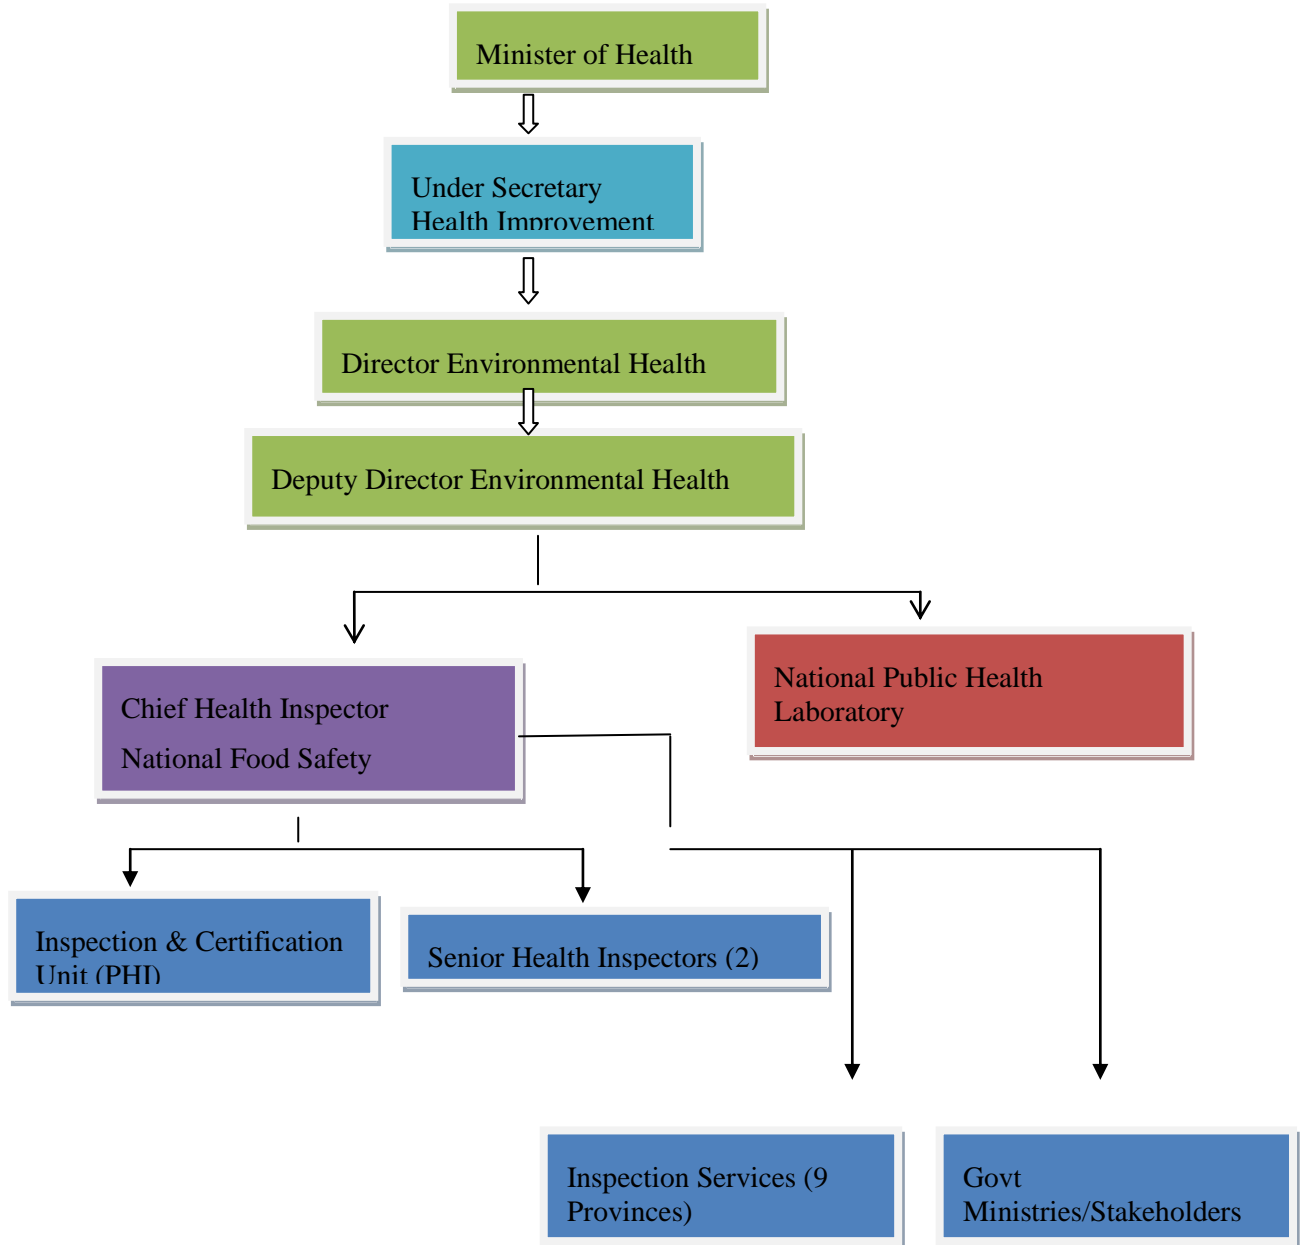 Minister of Health
Under Secretary
Health Improvement
Director Environmental Health
Deputy Director Environmental Health
National Public Health
Laboratory
Chief Health Inspector
National Food Safety
Inspection & Certification
Unit (PHI)
Senior Health Inspectors (2)
Inspection Services (9
Provinces)
Govt
Ministries/Stakeholders